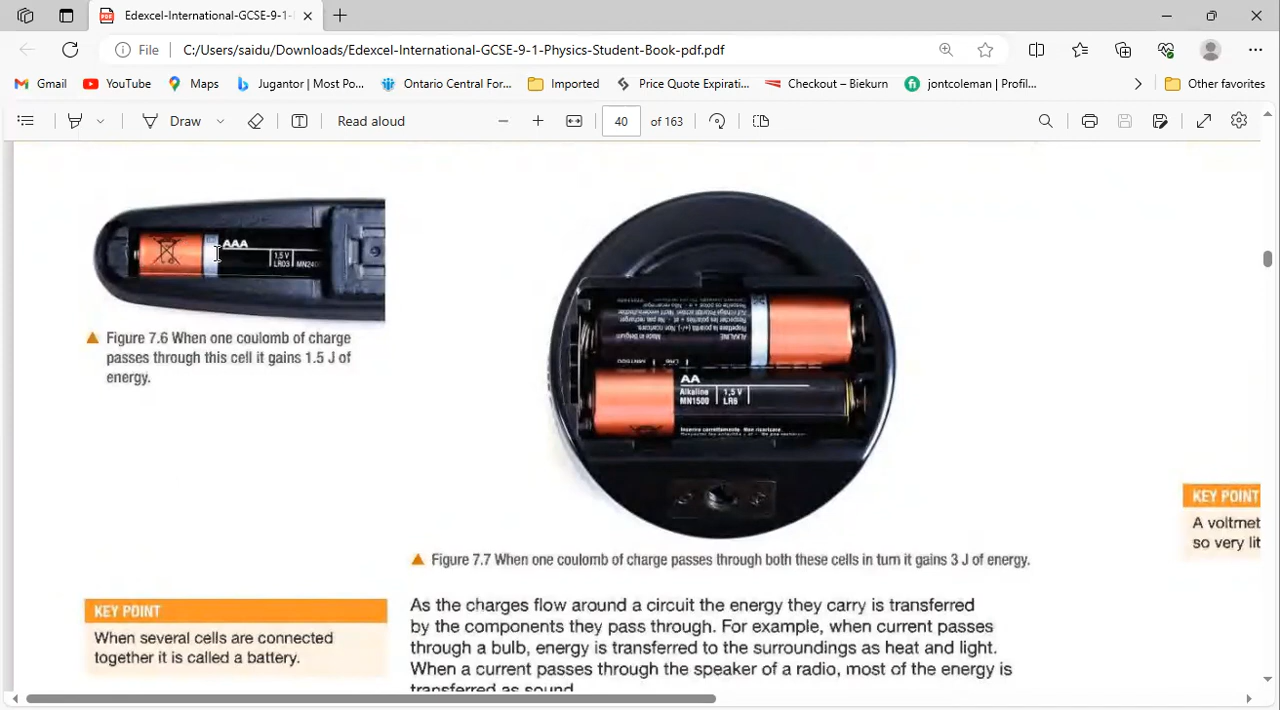 Edexcel-International-GCSE-9-1-
File
C:/Users/saidu/Downloads/Edexcel-International-GCSE-9-1-Physics-Student-Book-pdf.pdf
Gmail
YouTube
Maps
Jugantor | Most Po...
Ontario Central For...
Imported
Price Quote Expirati...
Checkout – Biekurn
jontcoleman | Profil...
Other favorites
Draw
Read aloud
40
of 163
AAA
1.5 V
LR03
Figure 7.6 When one coulomb of charge
passes through this cell it gains 1.5 J of
energy.
Made in Belgium
ALKALINE
AA
Alkaline
MN1500
1,5 V
LR6
Figure 7.7 When one coulomb of charge passes through both these cells in turn it gains 3 J of energy.
KEY POINT
A voltmet
so very lit
KEY POINT
When several cells are connected
together it is called a battery.
As the charges flow around a circuit the energy they carry is transferred
by the components they pass through. For example, when current passes
through a bulb, energy is transferred to the surroundings as heat and light.
When a current passes through the speaker of a radio, most of the energy is
transferred as sound.